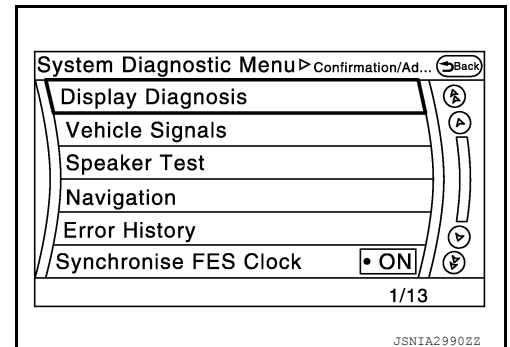 System Diagnostic Menu▷Confirmation/Ad... ⮌Back
Display Diagnosis
Vehicle Signals
Speaker Test
Navigation
Error History
Synchronise FES Clock • ON
1/13
JSNIA2990ZZ